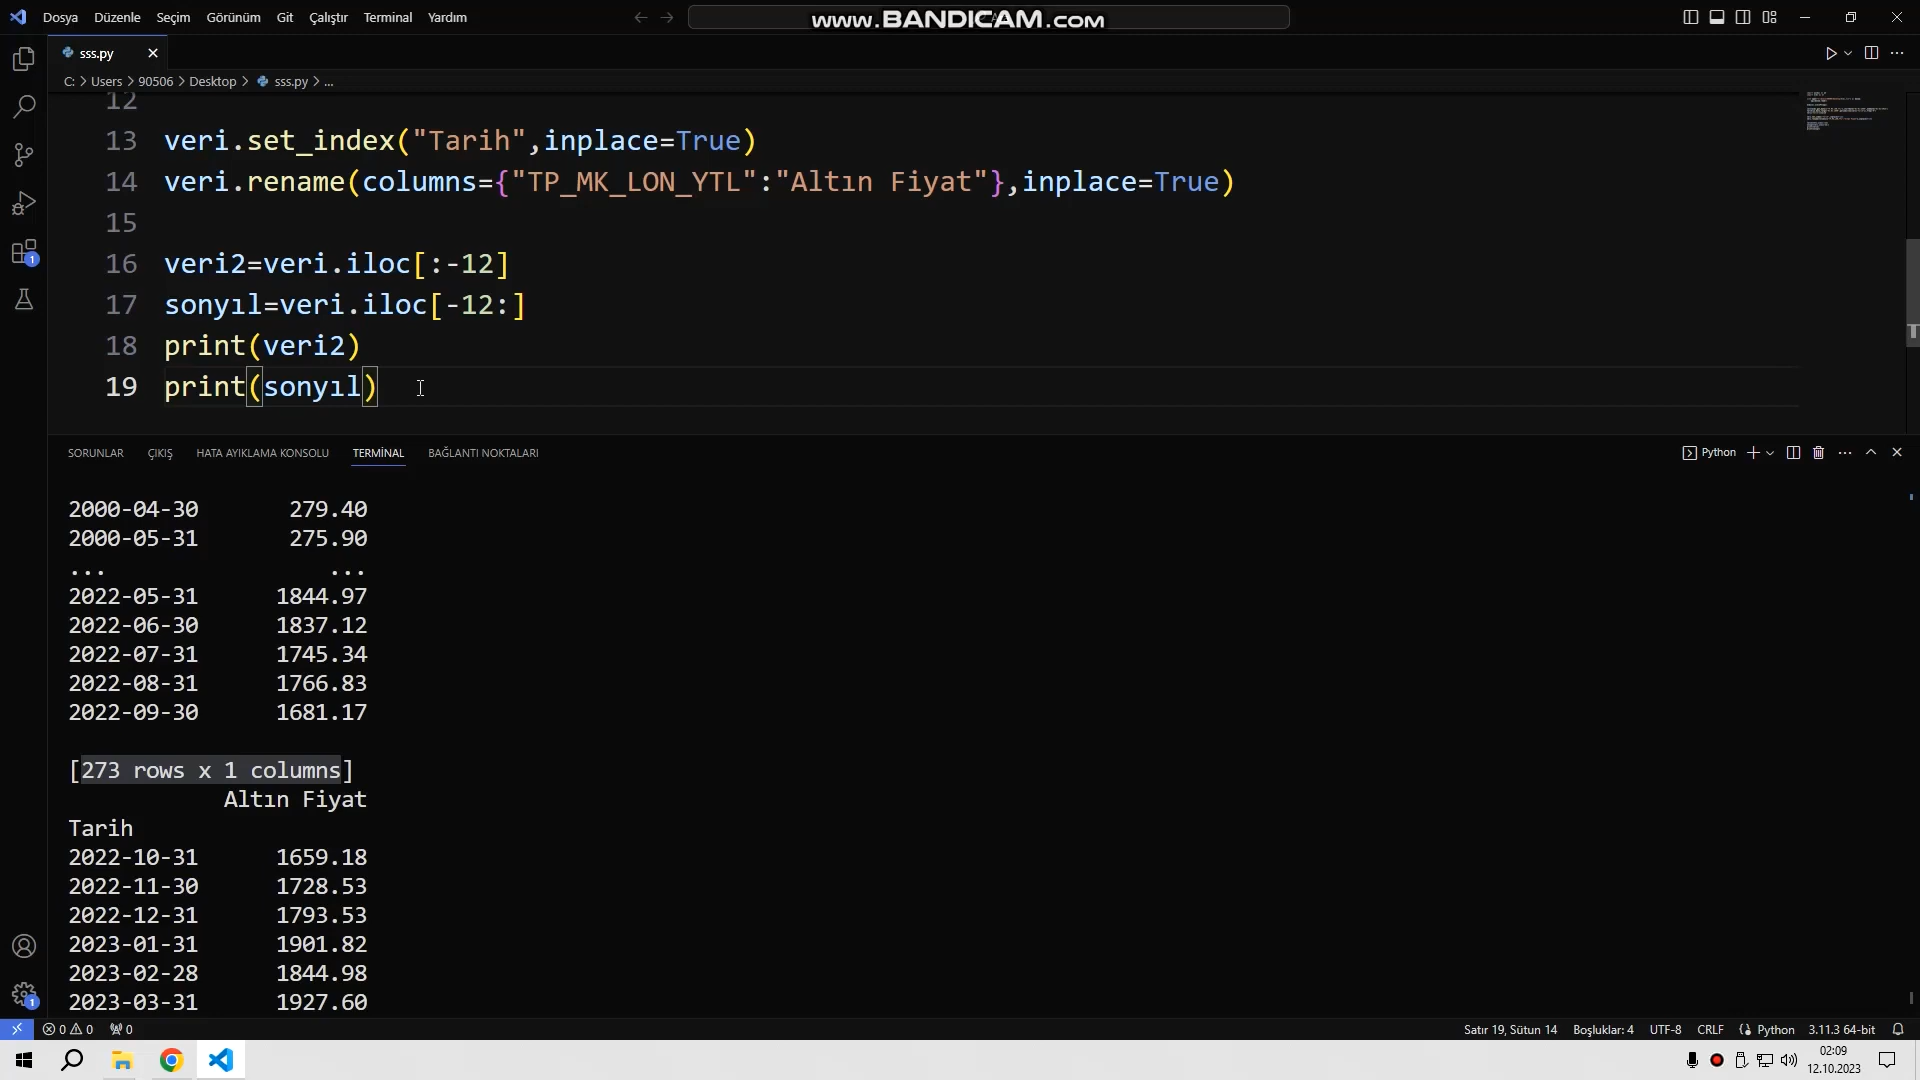 Dosya Düzenle Seçim Görünüm Git Çalıştır Terminal Yardım
www.BANDICAM.com
sss.py
C: > Users > 90506 > Desktop > sss.py > ...
12
13 veri.set_index("Tarih",inplace=True)
14 veri.rename(columns={"TP_MK_LON_YTL":"Altın Fiyat"},inplace=True)
15
16 veri2=veri.iloc[:-12]
17 sonyıl=veri.iloc[-12:]
18 print(veri2)
19 print(sonyıl)
SORUNLAR ÇIKIŞ HATA AYIKLAMA KONSOLU TERMİNAL BAĞLANTI NOKTALARI
Python
2000-04-30 279.40
2000-05-31 275.90
... ...
2022-05-31 1844.97
2022-06-30 1837.12
2022-07-31 1745.34
2022-08-31 1766.83
2022-09-30 1681.17
[273 rows x 1 columns]
Altın Fiyat
Tarih
2022-10-31 1659.18
2022-11-30 1728.53
2022-12-31 1793.53
2023-01-31 1901.82
2023-02-28 1844.98
2023-03-31 1927.60
1
1
0 0 0
Satır 19, Sütun 14 Boşluklar: 4 UTF-8 CRLF Python 3.11.3 64-bit
02:09
12.10.2023